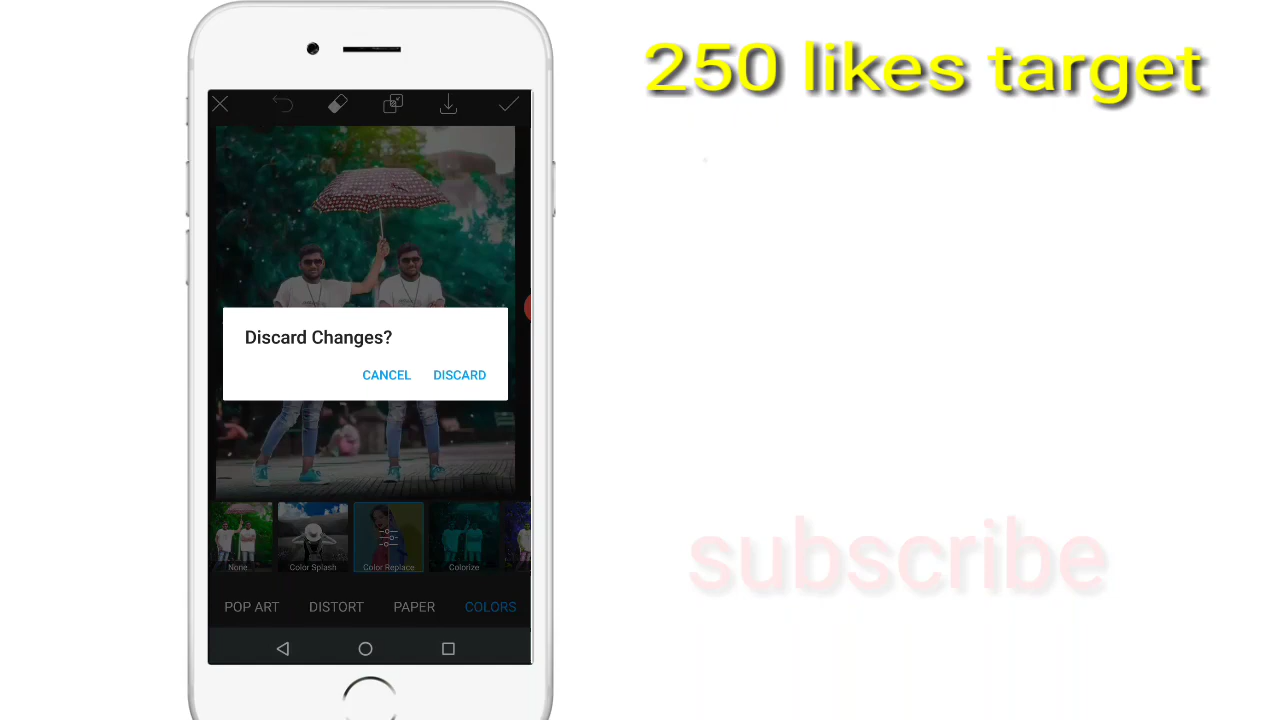 250 likes target
Discard Changes?
CANCEL DISCARD
None
Color Splash
Color Replace
Colorize
POP ART DISTORT PAPER COLORS
subscribe